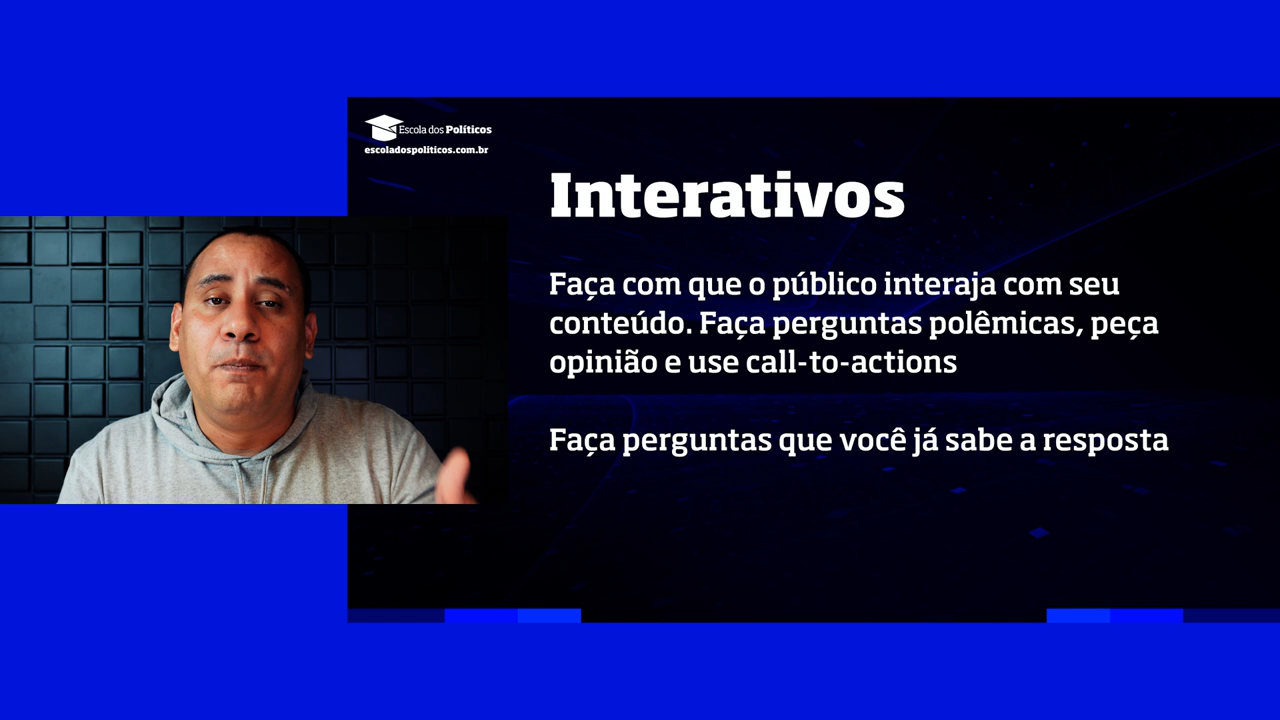 Escola dos Políticos
escoladospoliticos.com.br
Interativos
Faça com que o público interaja com seu
conteúdo. Faça perguntas polêmicas, peça
opinião e use call-to-actions
Faça perguntas que você já sabe a resposta